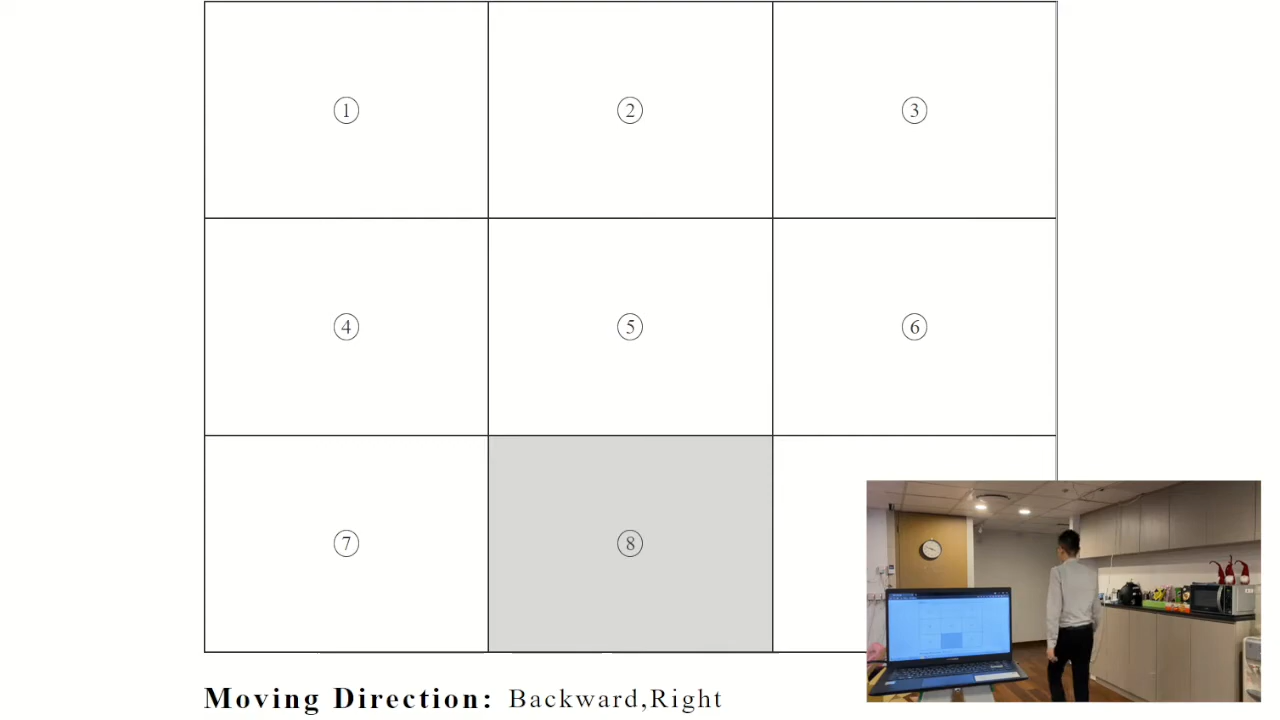 ① ② ③
④ ⑤ ⑥
⑦ ⑧
Moving Direction: Backward,Right